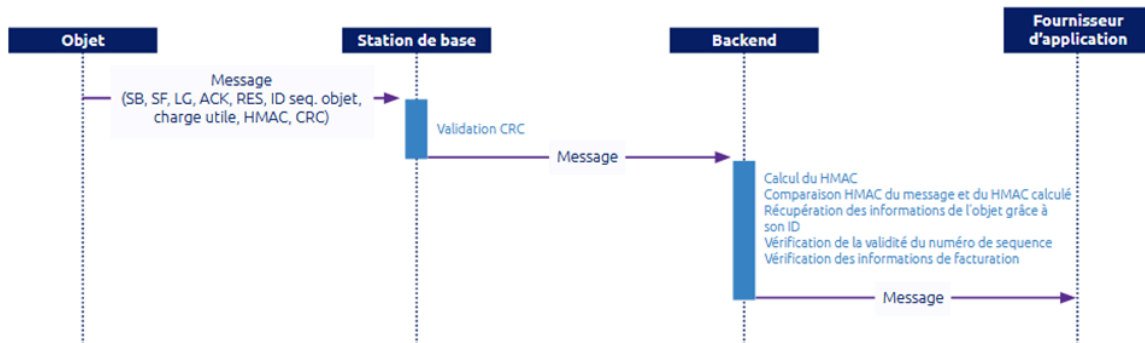 Objet
Station de base
Backend
Fournisseur
d'application
Message
(SB, SF, LG, ACK, RES, ID seq. objet,
charge utile, HMAC, CRC)
Validation CRC
Message
Calcul du HMAC
Comparaison HMAC du message et du HMAC calculé
Récupération des informations de l'objet grâce à
son ID
Vérification de la validité du numéro de sequence
Vérification des informations de facturation
Message